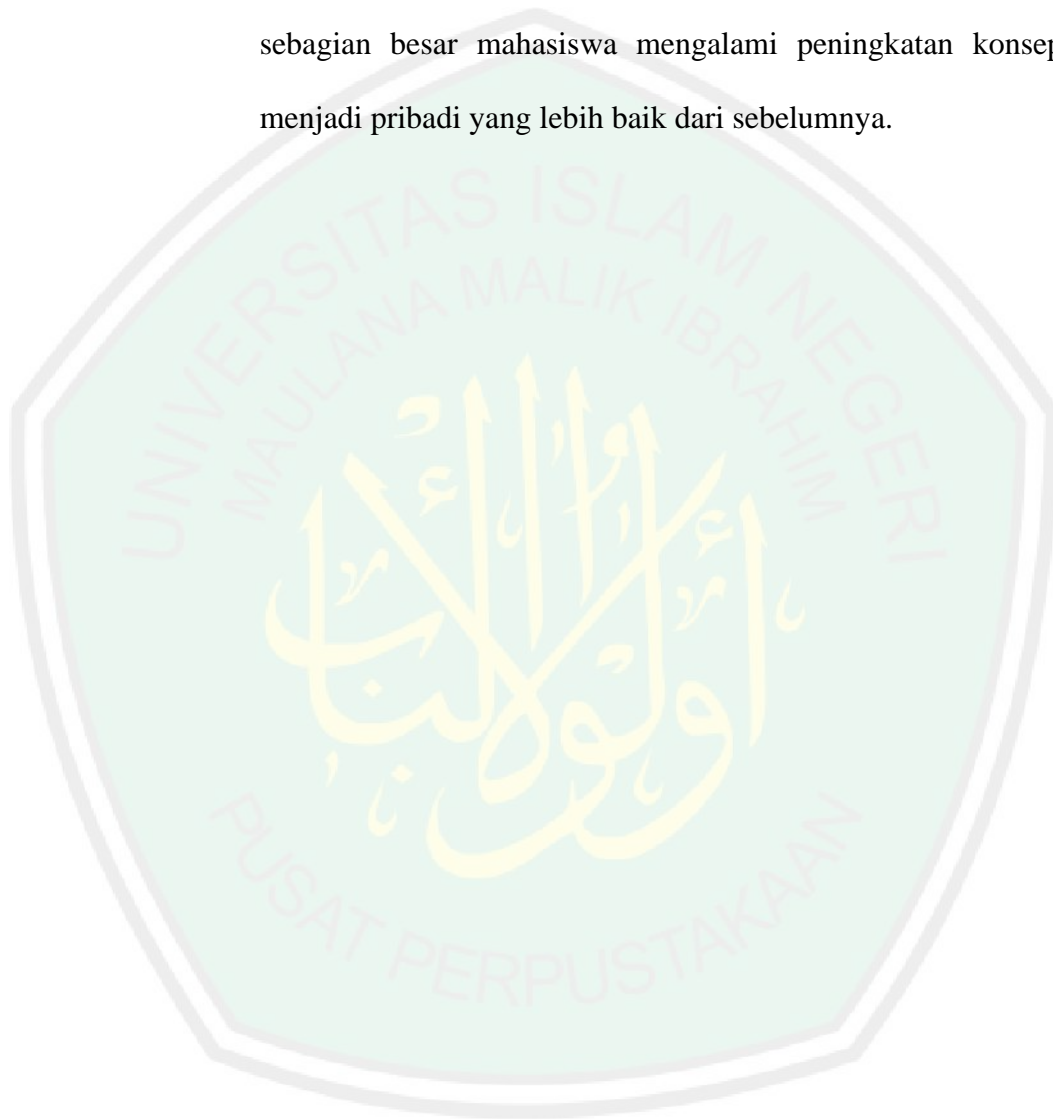 sebagian besar mahasiswa mengalami peningkatan
menjadi pribadi yang lebih baik dari sebelumnya.
UNIVERSITAS ISLAM NEGERI
MAULANA MALIK IBRAHIM
أولوا الألباب
PUSAT PERPUSTAKAAN